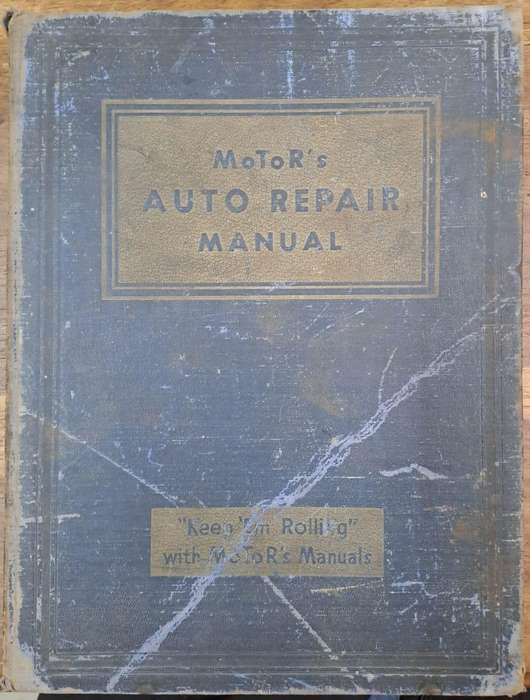 MoToR's
AUTO REPAIR
MANUAL
"Keep 'Em Rolling"
with MoToR's Manuals